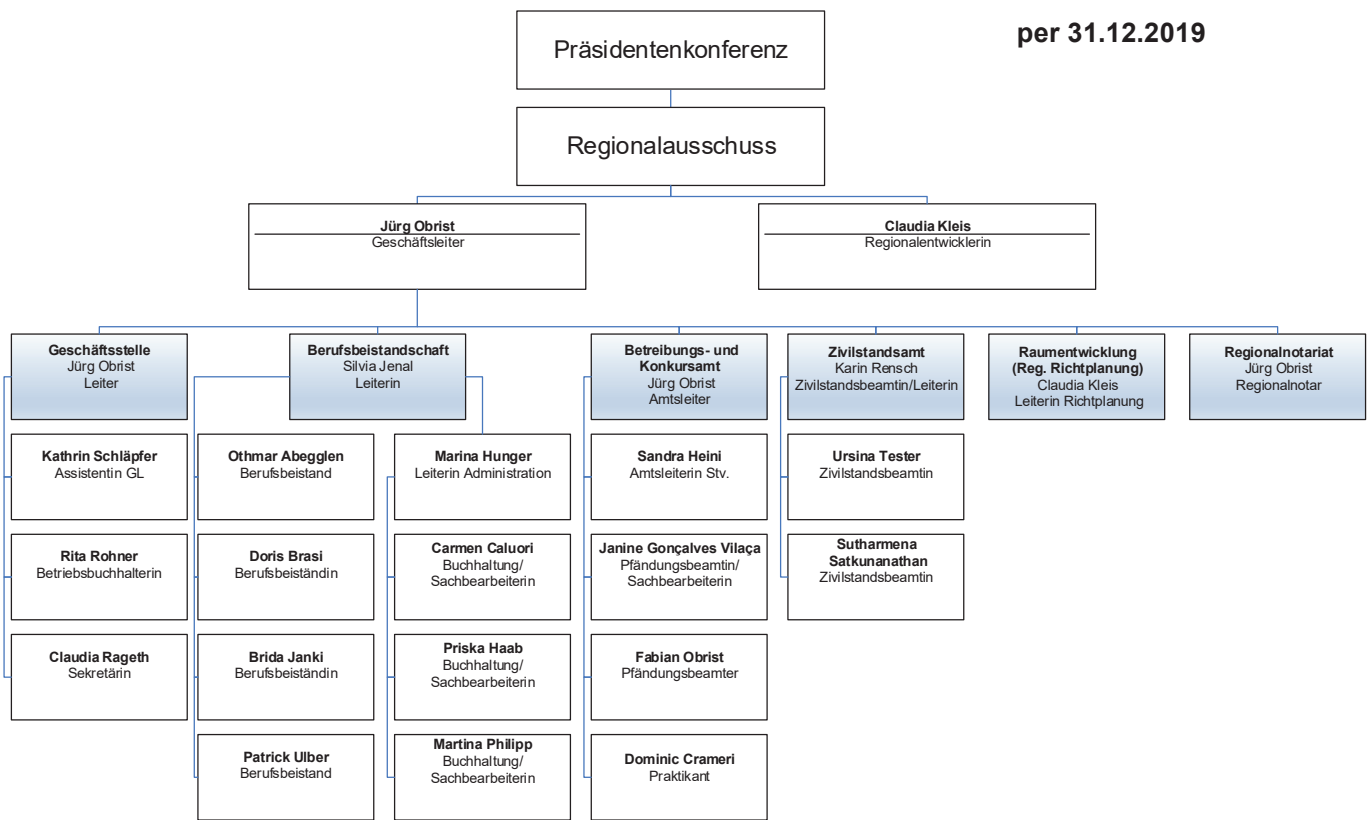 per 31.12.2019
Präsidentenkonferenz
Regionalausschuss
Jürg Obrist
Geschäftsleiter
Claudia Kleis
Regionalentwicklerin
Geschäftsstelle
Jürg Obrist
Leiter
Berufsbeistandschaft
Silvia Jenal
Leiterin
Betreibungs- und
Konkursamt
Jürg Obrist
Amtsleiter
Zivilstandsamt
Karin Rensch
Zivilstandsbeamtin/Leiterin
Raumentwicklung
(Reg. Richtplanung)
Claudia Kleis
Leiterin Richtplanung
Regionalnotariat
Jürg Obrist
Regionalnotar
Kathrin Schläpfer
Assistentin GL
Othmar Abegglen
Berufsbeistand
Marina Hunger
Leiterin Administration
Sandra Heini
Amtsleiterin Stv.
Ursina Tester
Zivilstandsbeamtin
Rita Rohner
Betriebsbuchhalterin
Doris Brasi
Berufsbeiständin
Carmen Caluori
Buchhaltung/
Sachbearbeiterin
Janine Gonçalves Vilaça
Pfändungsbeamtin/
Sachbearbeiterin
Sutharmena
Satkunanathan
Zivilstandsbeamtin
Claudia Rageth
Sekretärin
Brida Janki
Berufsbeiständin
Priska Haab
Buchhaltung/
Sachbearbeiterin
Fabian Obrist
Pfändungsbeamter
Patrick Ulber
Berufsbeistand
Martina Philipp
Buchhaltung/
Sachbearbeiterin
Dominic Crameri
Praktikant